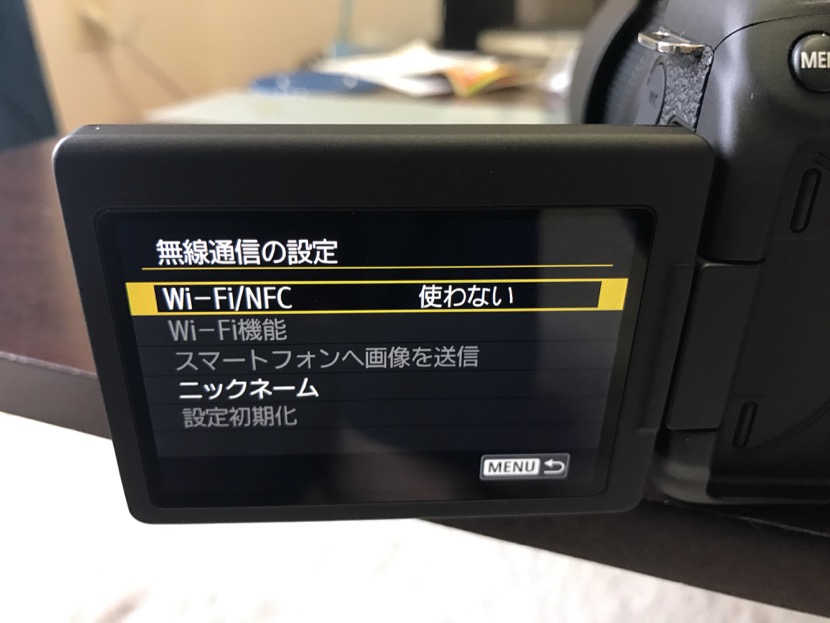 無線通信の設定
Wi-Fi/NFC 使わない
Wi-Fi機能
スマートフォンへ画像を送信
ニックネーム
設定初期化
MENU